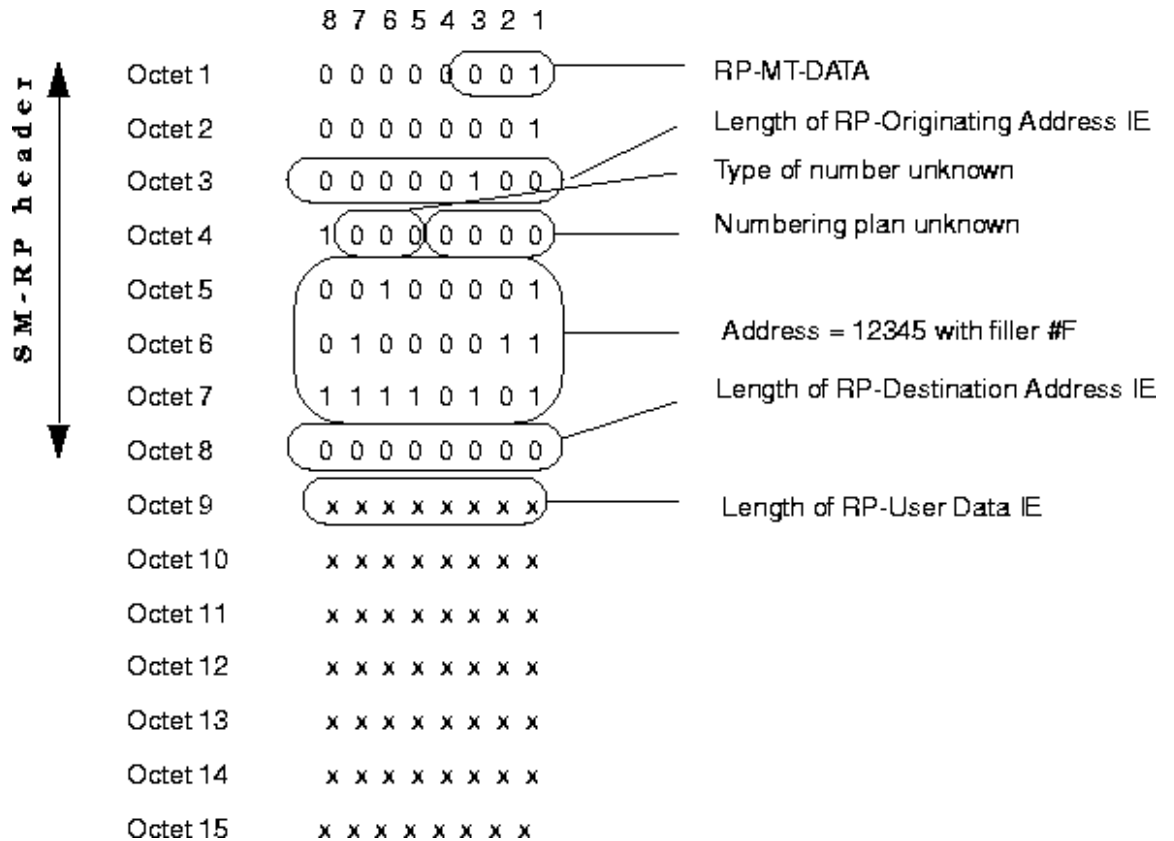 8 7 6 5 4 3 2 1
Octet 1 0 0 0 0 0 0 0 1 RP-MT-DATA
Octet 2 0 0 0 0 0 0 0 1 Length of RP-Originating Address IE
Octet 3 0 0 0 0 0 1 0 0 Type of number unknown
Octet 4 1 0 0 0 0 0 0 0 Numbering plan unknown
Octet 5 0 0 1 0 0 0 0 1
Octet 6 0 1 0 0 0 0 1 1 Address = 12345 with filler #F
Octet 7 1 1 1 1 0 1 0 1 Length of RP-Destination Address IE
Octet 8 0 0 0 0 0 0 0 0
Octet 9 x x x x x x x x Length of RP-User Data IE
Octet 10 x x x x x x x x
Octet 11 x x x x x x x x
Octet 12 x x x x x x x x
Octet 13 x x x x x x x x
Octet 14 x x x x x x x x
Octet 15 x x x x x x x x
SM-RP header